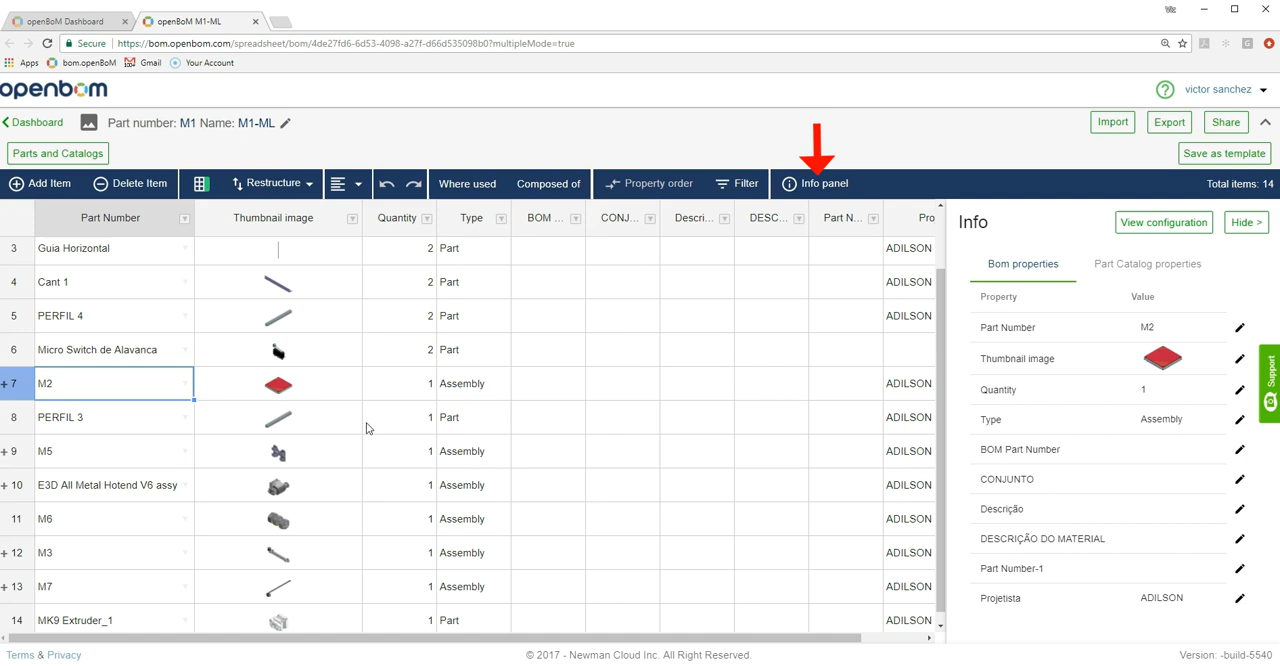 openBoM Dashboard
openBoM M1-ML
Secure
https://bom.openbom.com/spreadsheet/bom/4de27fd6-6d53-4098-a27f-d66d535098b0?multipleMode=true
Apps bom.openBoM Gmail Your Account
openbom
victor sanchez
Dashboard
Part number: M1 Name: M1-ML
Import Export Share
Parts and Catalogs
Save as template
Add Item Delete Item Restructure Where used Composed of Property order Filter Info panel Total items: 14
Part Number Thumbnail image Quantity Type BOM ... CONJ... Descri... DESC... Part N... Pro
3 Guia Horizontal 2 Part ADILSON
4 Cant 1 2 Part ADILSON
5 PERFIL 4 2 Part ADILSON
6 Micro Switch de Alavanca 2 Part
+ 7 M2 1 Assembly ADILSON
8 PERFIL 3 1 Part ADILSON
+ 9 M5 1 Assembly ADILSON
+ 10 E3D All Metal Hotend V6 assy 1 Assembly ADILSON
11 M6 1 Assembly ADILSON
+ 12 M3 1 Assembly ADILSON
+ 13 M7 1 Assembly ADILSON
14 MK9 Extruder_1 1 Part ADILSON
Info
View configuration Hide >
Bom properties Part Catalog properties
Property Value
Part Number M2
Thumbnail image
Quantity 1
Type Assembly
BOM Part Number
CONJUNTO
Descrição
DESCRIÇÃO DO MATERIAL
Part Number-1
Projetista ADILSON
Support
Terms & Privacy
© 2017 - Newman Cloud Inc. All Right Reserved.
Version: -build-5540